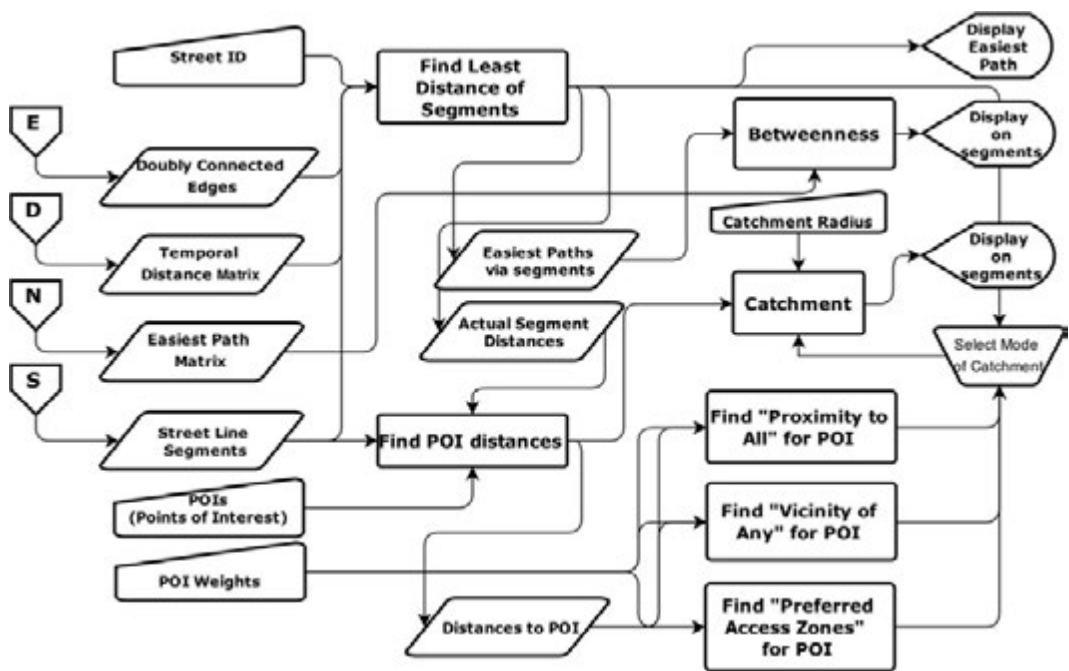 Street ID
Find Least
Distance of
Segments
Display
Easiest
Path
E
Doubly Connected
Edges
Betweenness
Display
on
segments
D
Temporal
Distance Matrix
Catchment Radius
Easiest Paths
via segments
Display
on
segments
N
Easiest Path
Matrix
Actual Segment
Distances
Catchment
Select Mode
of Catchment
S
Street Line
Segments
Find POI distances
Find "Proximity to
All" for POI
POIs
(Points of Interest)
Find "Vicinity of
Any" for POI
POI Weights
Distances to POI
Find "Preferred
Access Zones"
for POI